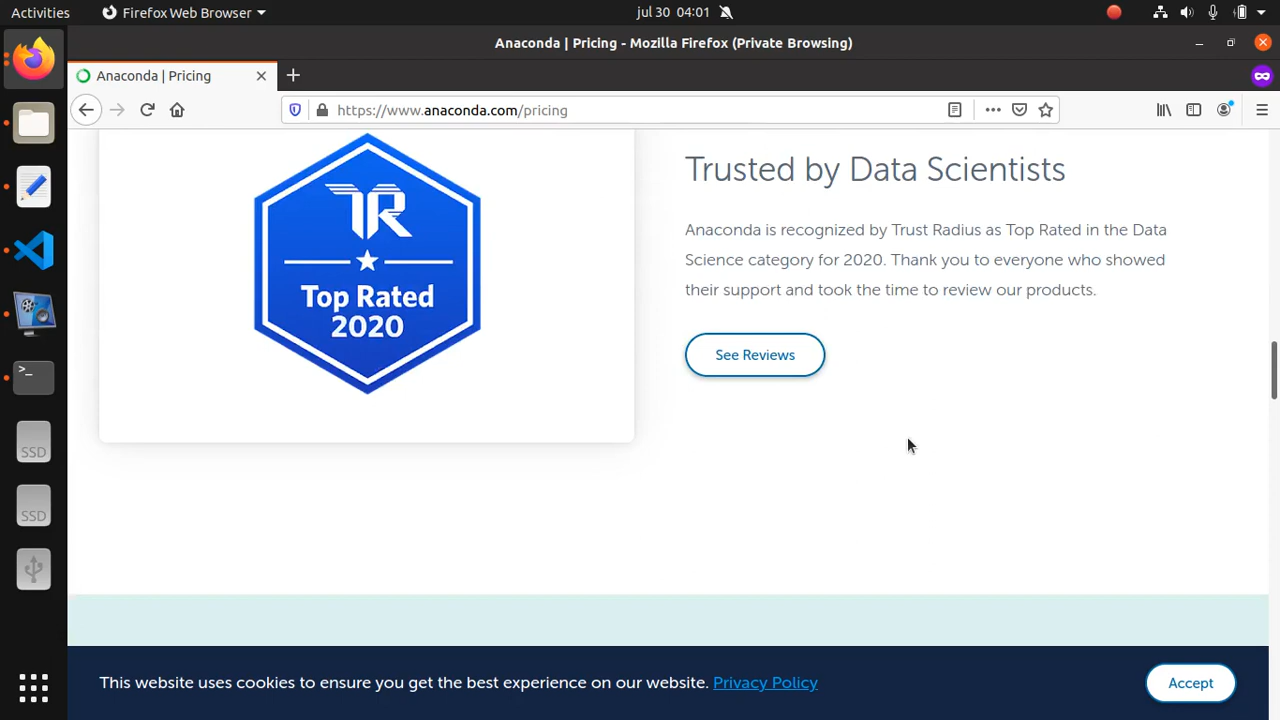 Activities
Firefox Web Browser
jul 30 04:01
Anaconda | Pricing - Mozilla Firefox (Private Browsing)
Anaconda | Pricing
https://www.anaconda.com/pricing
TR
Top Rated
2020
Trusted by Data Scientists
Anaconda is recognized by Trust Radius as Top Rated in the Data
Science category for 2020. Thank you to everyone who showed
their support and took the time to review our products.
See Reviews
>_
SSD
SSD
This website uses cookies to ensure you get the best experience on our website. Privacy Policy
Accept